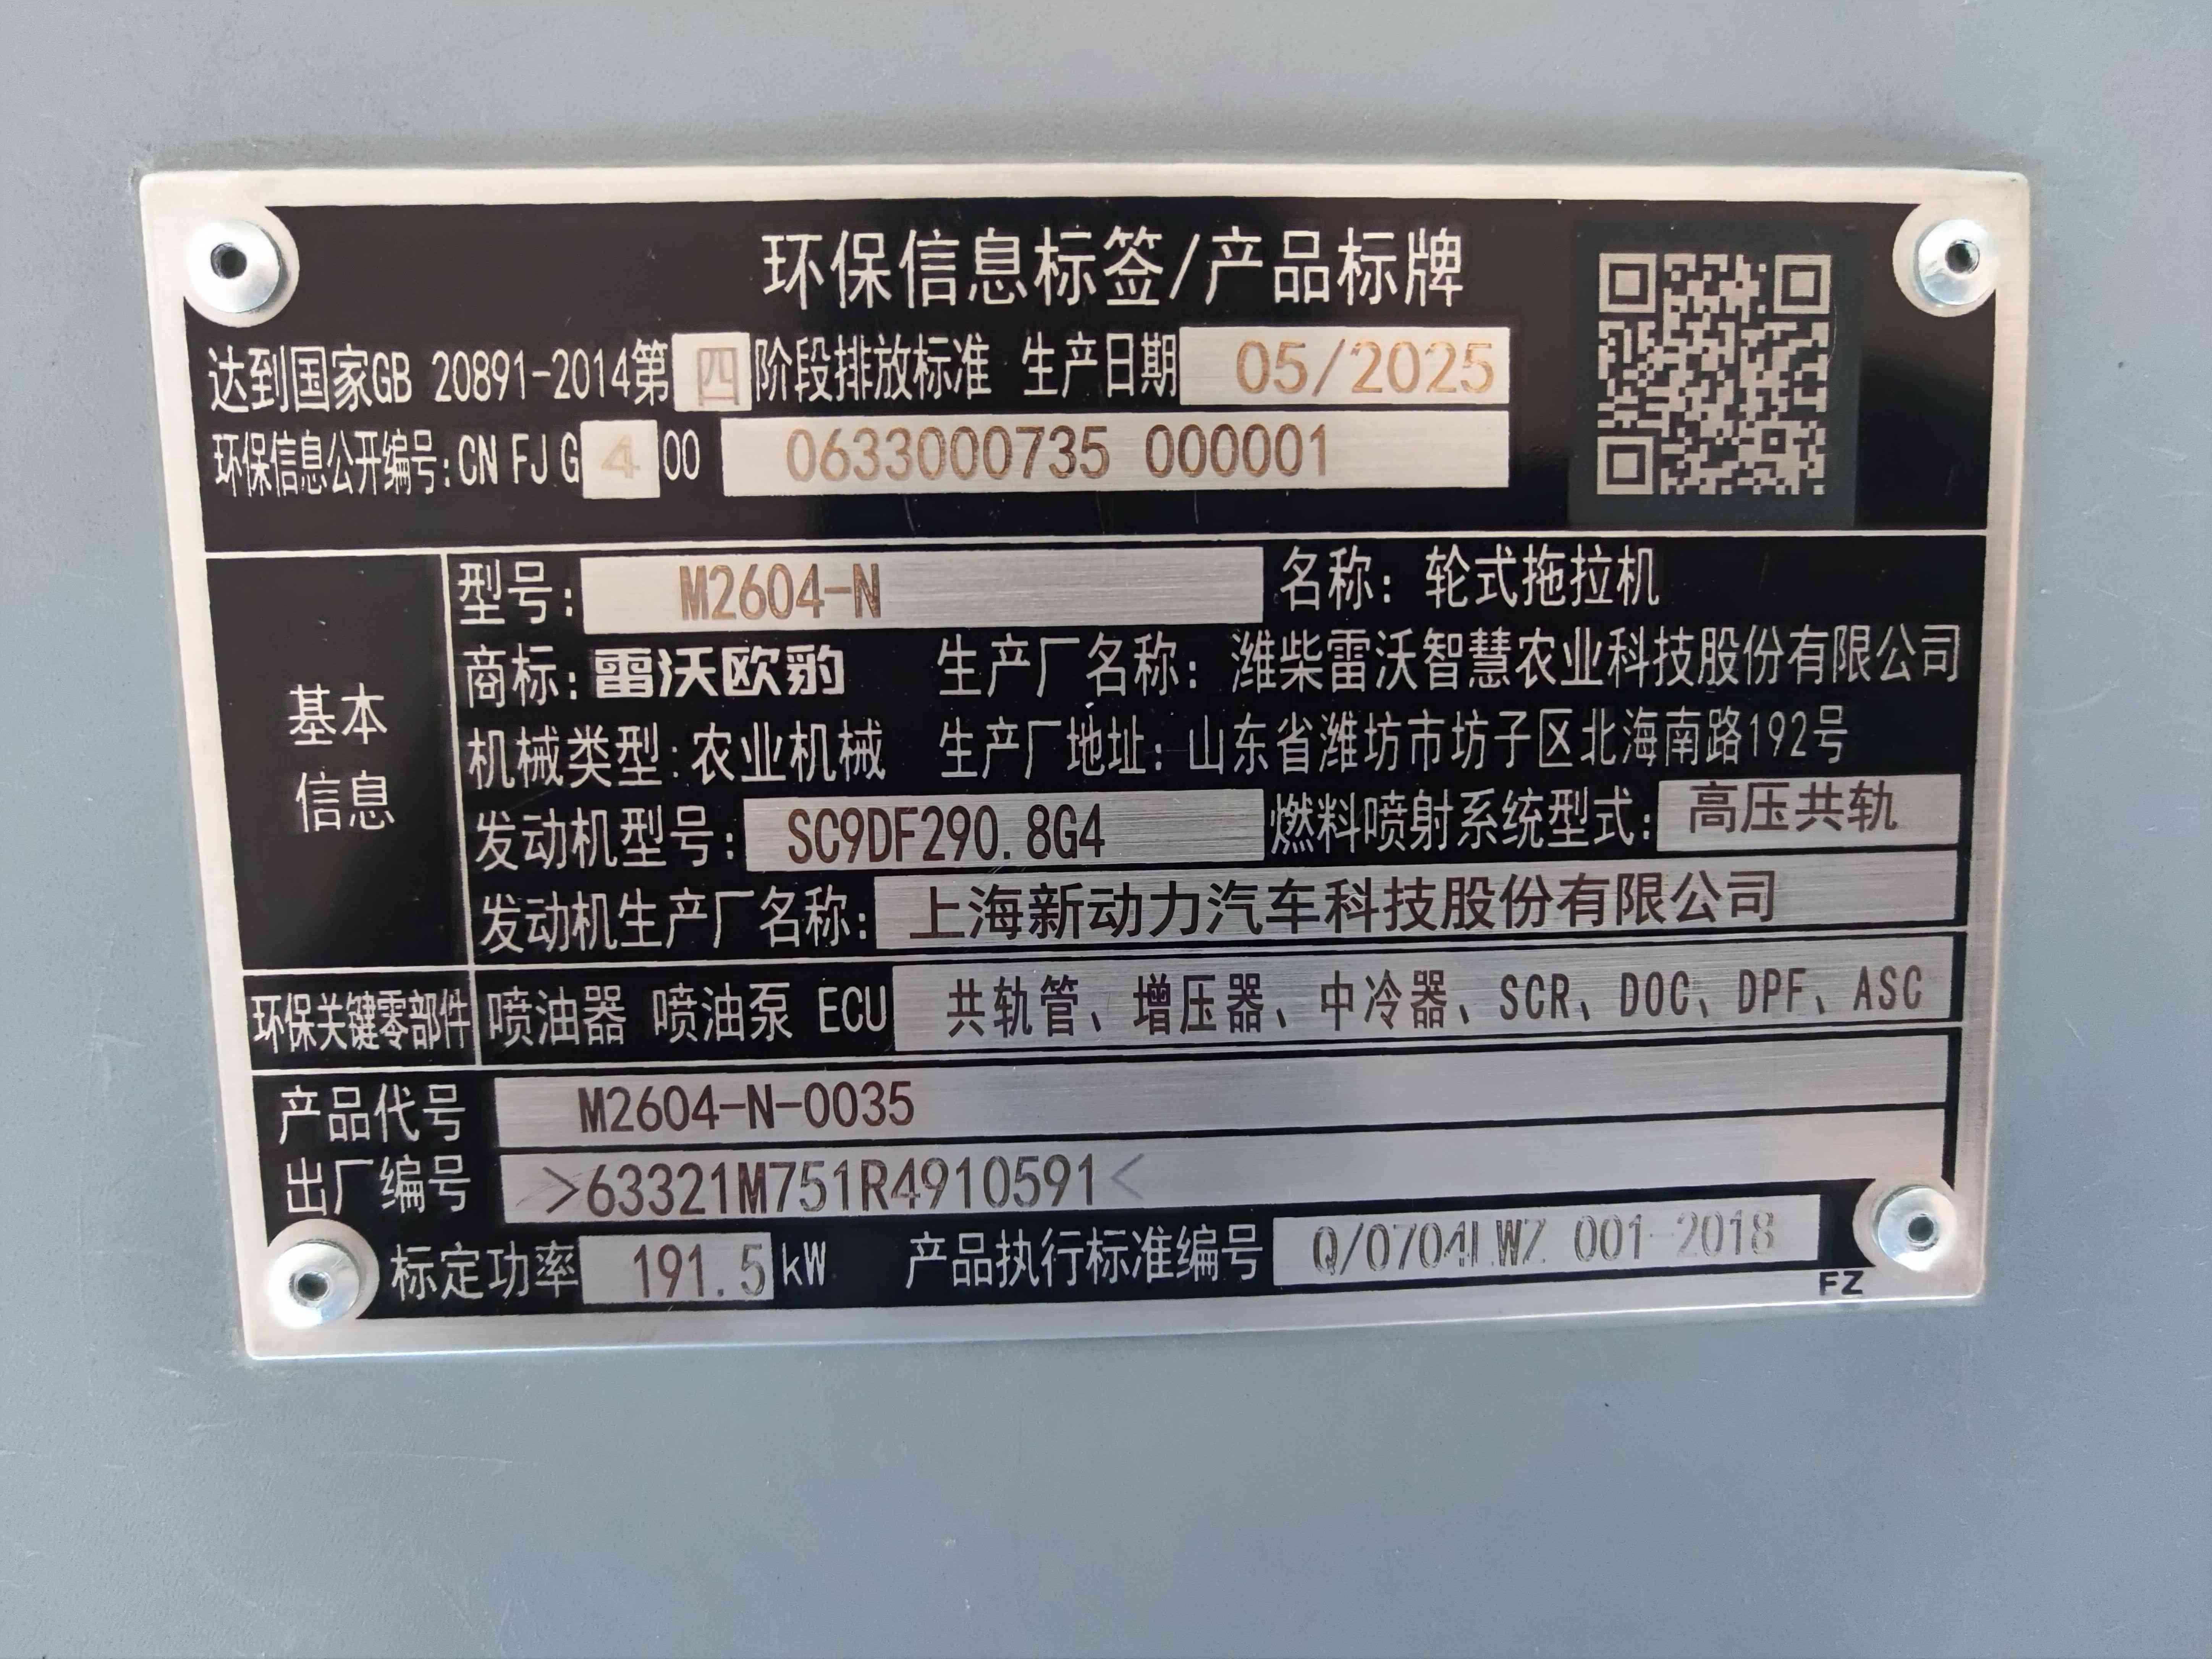 环保信息标签/产品标牌
达到国家GB 20891-2014第四阶段排放标准 生产日期 05/2025
环保信息公开编号:CN FJ G4 00 0633000735 000001
基本信息
型号: M2604-N 名称: 轮式拖拉机
商标: 雷沃欧豹 生产厂名称: 潍柴雷沃智慧农业科技股份有限公司
机械类型: 农业机械 生产厂地址: 山东省潍坊市坊子区北海南路192号
发动机型号: SC9DF290.8G4 燃料喷射系统型式: 高压共轨
发动机生产厂名称: 上海新动力汽车科技股份有限公司
环保关键零部件 喷油器 喷油泵 ECU 共轨管、增压器、中冷器、SCR、DOC、DPF、ASC
产品代号 M2604-N-0035
出厂编号 >63321M751R4910591<
标定功率 191.5 kW 产品执行标准编号 Q/0704LWZ 001-2018
FZ